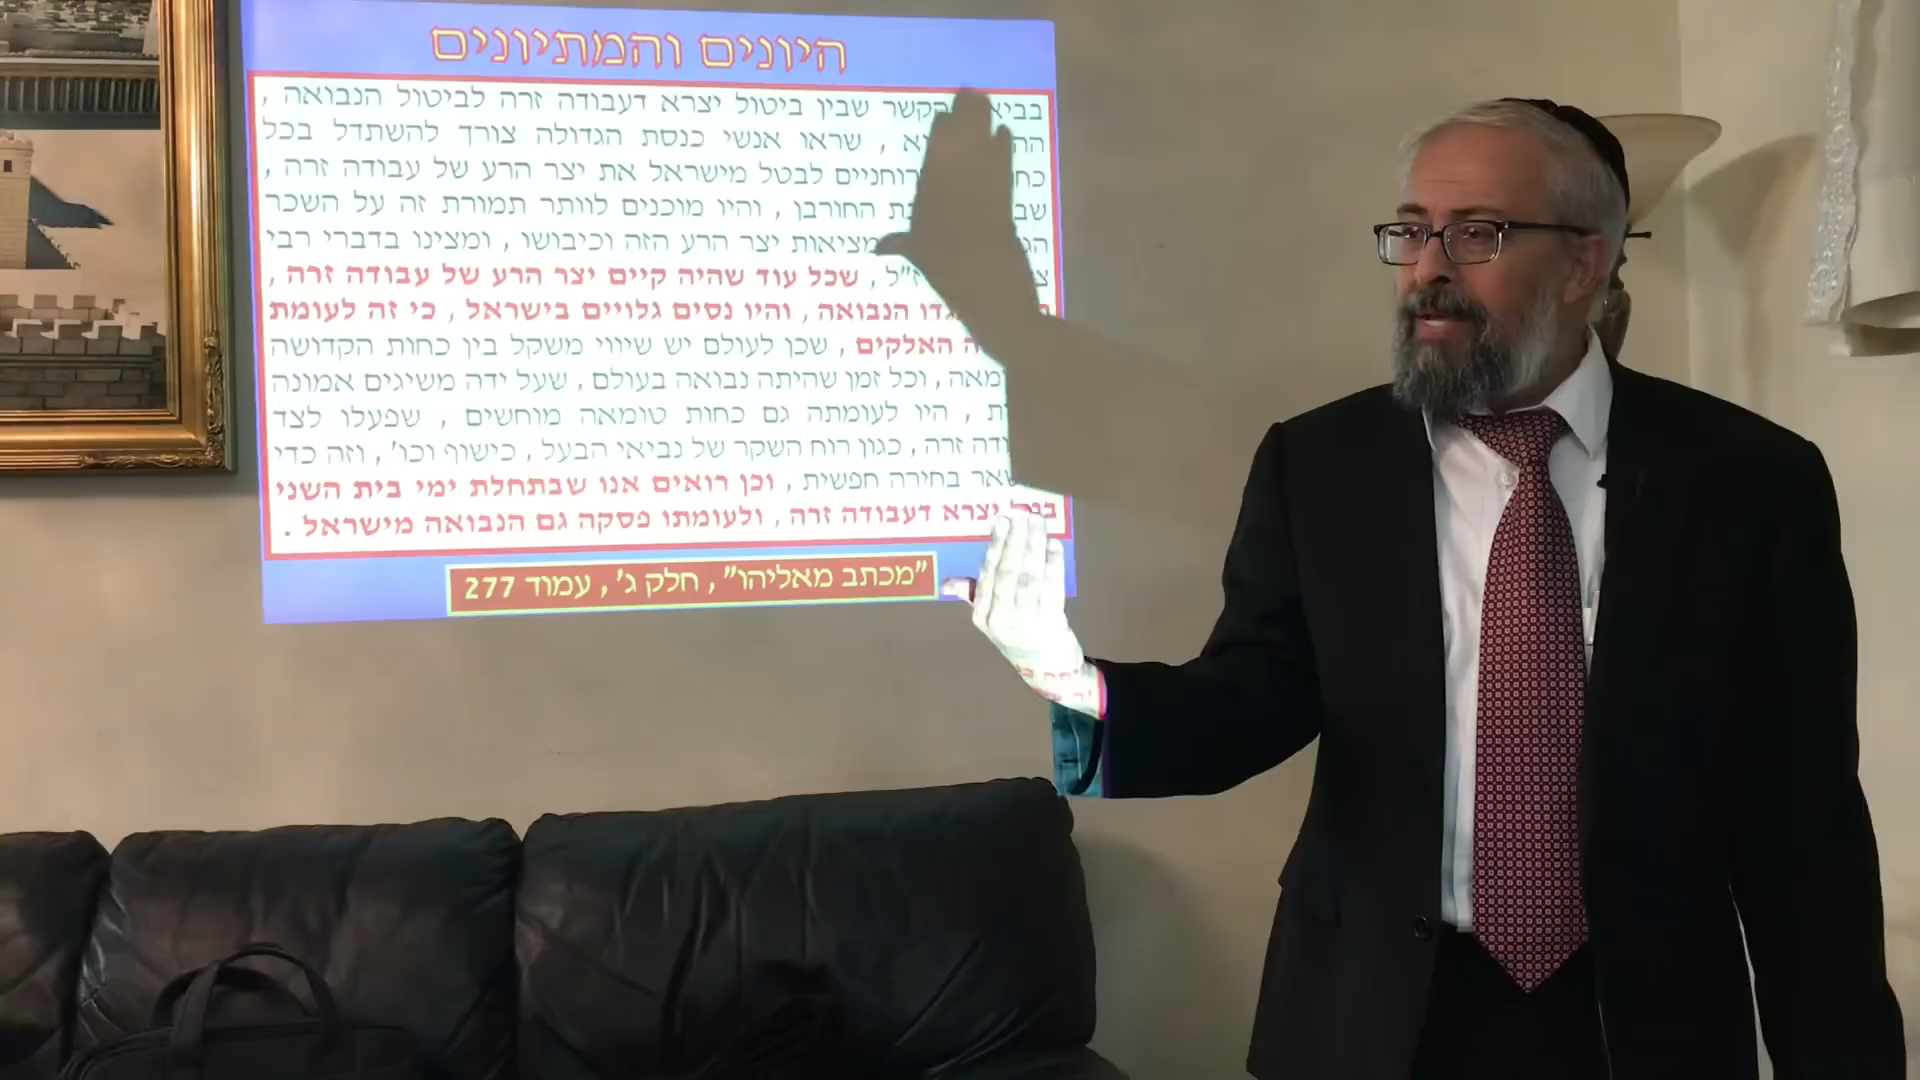 היונים והמתיונים
הקשר שבין ביטול יצרא דעבודה זרה לביטול הנבואה ,
, שראו אנשי כנסת הגדולה צורך להשתדל בכל
רוחניים לבטל מישראל את יצר הרע של עבודה זרה ,
החורבן , והיו מוכנים לוותר תמורת זה על השכר
מציאות יצר הרע הזה וכיבושו , ומצינו בדברי רבי
, שכל עוד שהיה קיים יצר הרע של עבודה זרה ,
הנבואה , והיו נסים גלויים בישראל , כי זה לעומת
האלקים , שכן לעולם יש שיווי משקל בין כחות הקדושה
, וכל זמן שהיתה נבואה בעולם , שעל ידה משיגים אמונה
, היו לעומתה גם כחות טומאה מוחשים , שפעלו לצד
זרה , כגון רוח השקר של נביאי הבעל , כישוף וכו' , וזה כדי
בחירה חפשית , וכן רואים אנו שבתחלת ימי בית השני
יצרא דעבודה זרה , ולעומתו פסקה גם הנבואה מישראל .
"מכתב מאליהו" , חלק ג' , עמוד 277